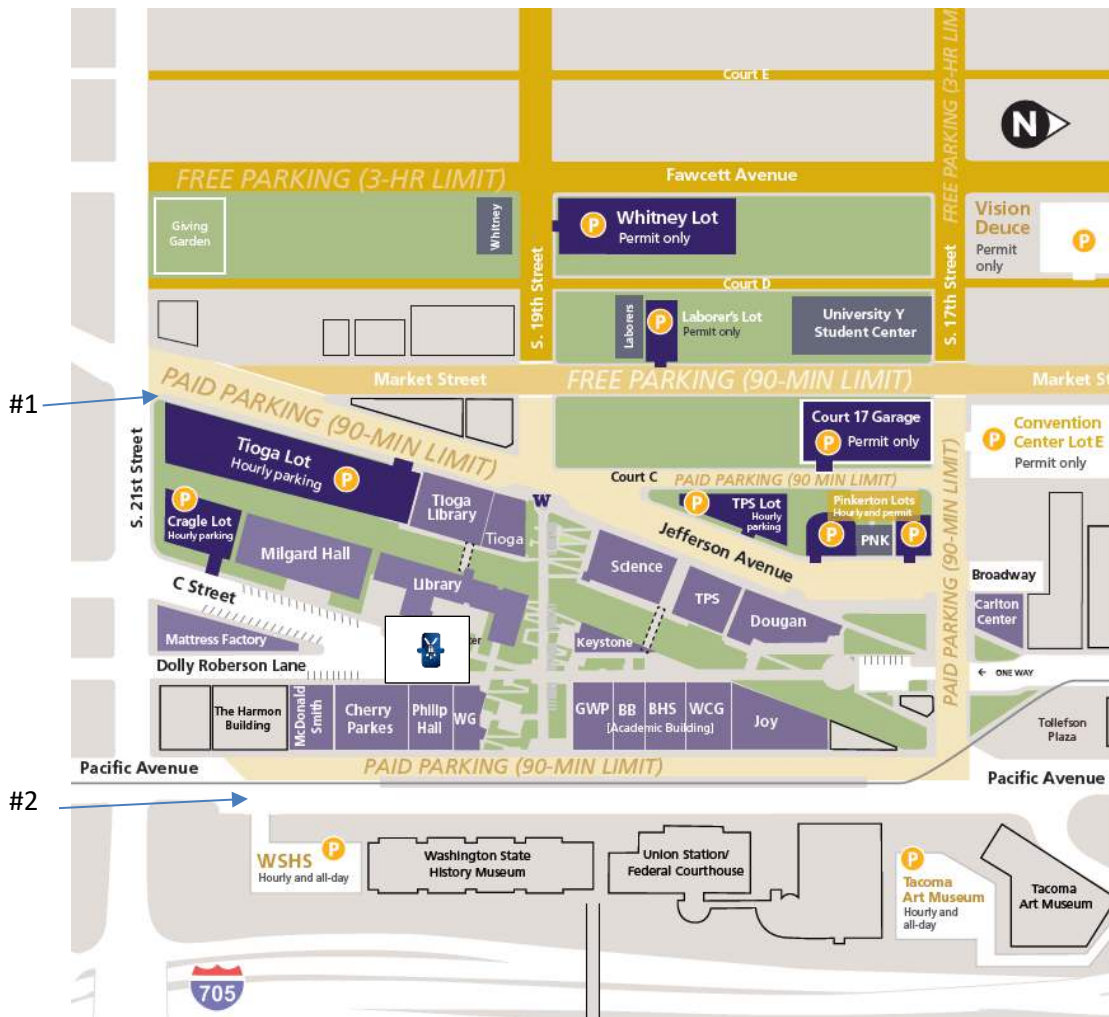 Court E
FREE PARKING (3-HR LIM
N
FREE PARKING (3-HR LIMIT)
Fawcett Avenue
Giving
Garden
Whitney
S. 19th Street
P
Whitney Lot
Permit only
S. 17th Street
Vision
Deuce
Permit
only
P
Court D
Laborers
P
Laborer's Lot
Permit only
University Y
Student Center
#1
PAID PARKING (90-MIN LIMIT)
Market Street
FREE PARKING (90-MIN LIMIT)
Market St
S. 21st Street
Tioga Lot
Hourly parking
P
Court 17 Garage
P
Permit only
P
Convention
Center Lot E
Permit only
Court C
PAID PARKING (90 MIN LIMIT)
P
Cragle Lot
Hourly parking
Tioga
Library
Tioga
W
P
TPS Lot
Hourly
parking
Pinkerton Lots
Hourly and permit
P
PNK
P
Jefferson Avenue
PAID PARKING (90-MIN LIMIT)
Milgard Hall
Library
Science
TPS
Dougan
Broadway
Carlton
Center
C Street
Mattress Factory
Keystone
Dolly Roberson Lane
← ONE WAY
The Harmon
Building
McDonald
Smith
Cherry
Parkes
Philip
Hall
WG
GWP
BB
BHS
WCG
[Academic Building]
Joy
Tollefson
Plaza
Pacific Avenue
PAID PARKING (90-MIN LIMIT)
Pacific Avenue
#2
WSHS
P
Hourly and all-day
Washington State
History Museum
Union Station/
Federal Courthouse
P
Tacoma
Art Museum
Hourly and
all-day
Tacoma
Art Museum
705